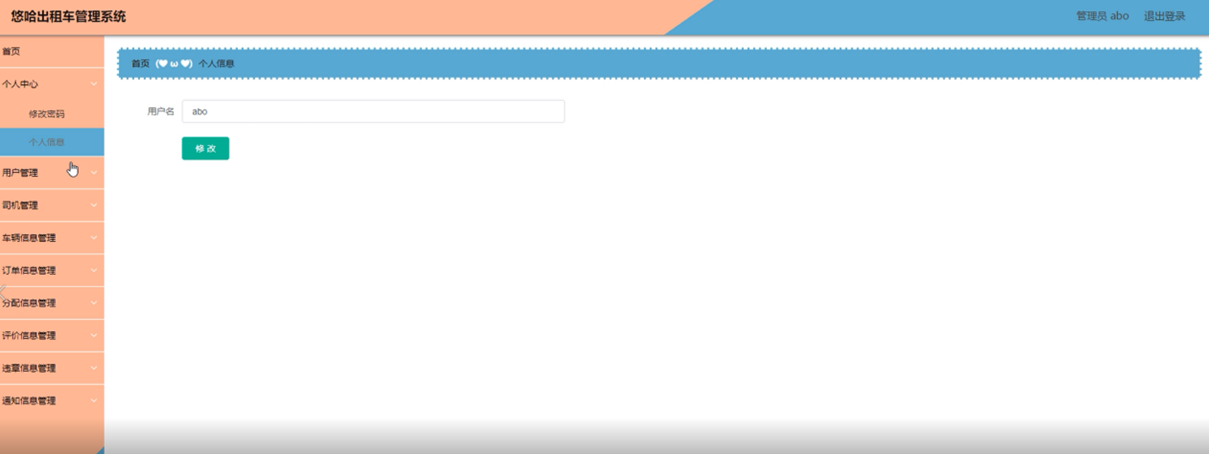 悠哈出租车管理系统
管理员 abo 退出登录
首页
首页 (♥ω♥) 个人信息
个人中心
用户名 abo
修改密码
修改
个人信息
用户管理
司机管理
车辆信息管理
订单信息管理
分配信息管理
评价信息管理
违章信息管理
通知信息管理